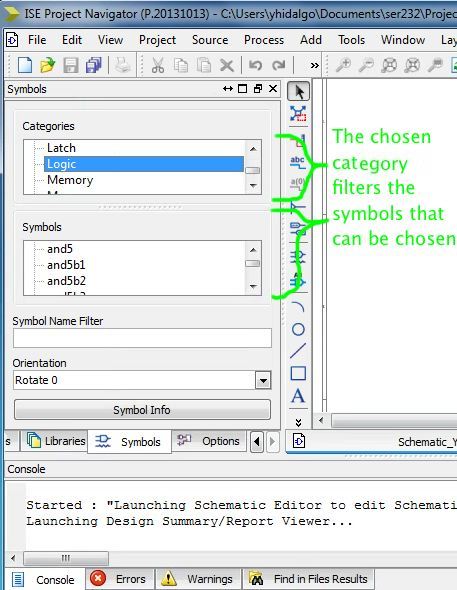 ISE Project Navigator (P.20131013) - C:\Users\yhidalgo\Documents\ser232\Projec
File Edit View Project Source Process Add Tools Window La
Symbols
Categories
Latch
Logic
Memory
abc
a(0)
The chosen
category
filters the
symbols that
can be chosen
Symbols
and5
and5b1
and5b2
Symbol Name Filter
Orientation
Rotate 0
A
Symbol Info
s Libraries Symbols Options
Schematic_Y
Console
Started : "Launching Schematic Editor to edit Schemati
Launching Design Summary/Report Viewer...
Console Errors Warnings Find in Files Results